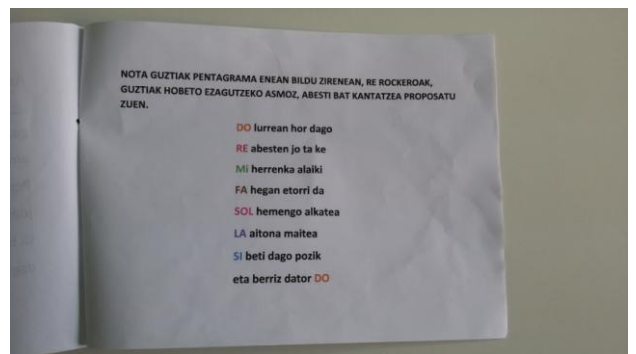 NOTA GUZTIAK PENTAGRAMA ENEAN BILDU ZIRENEAN, RE ROCKEROAK,
GUZTIAK HOBETO EZAGUTZEKO ASMOZ, ABESTI BAT KANTATZEA PROPOSATU
ZUEN.
DO lurrean hor dago
RE abesten jo ta ke
Mi herrenka alaiki
FA hegan etorri da
SOL hemengo alkatea
LA aitona maitea
SI beti dago pozik
eta berriz dator DO